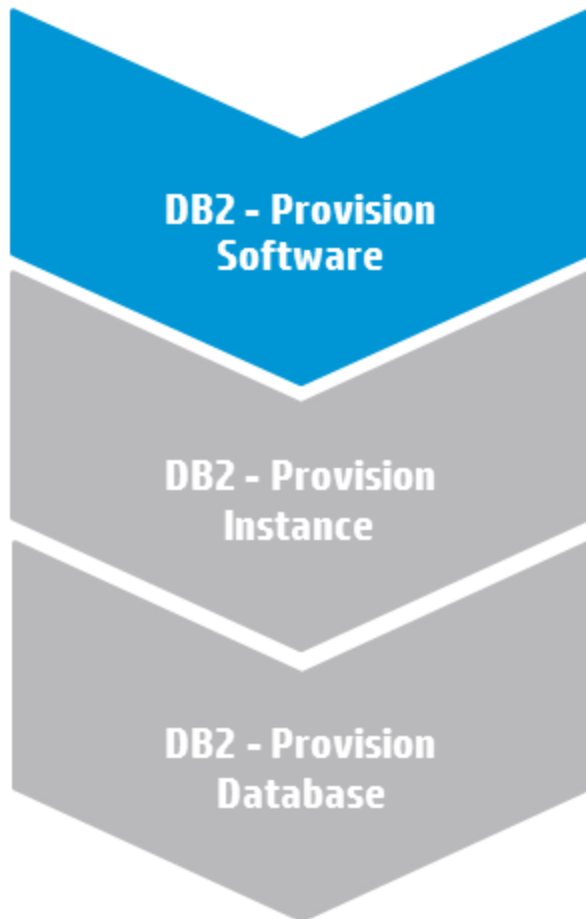 DB2 - Provision
Software
DB2 - Provision
Instance
DB2 - Provision
Database